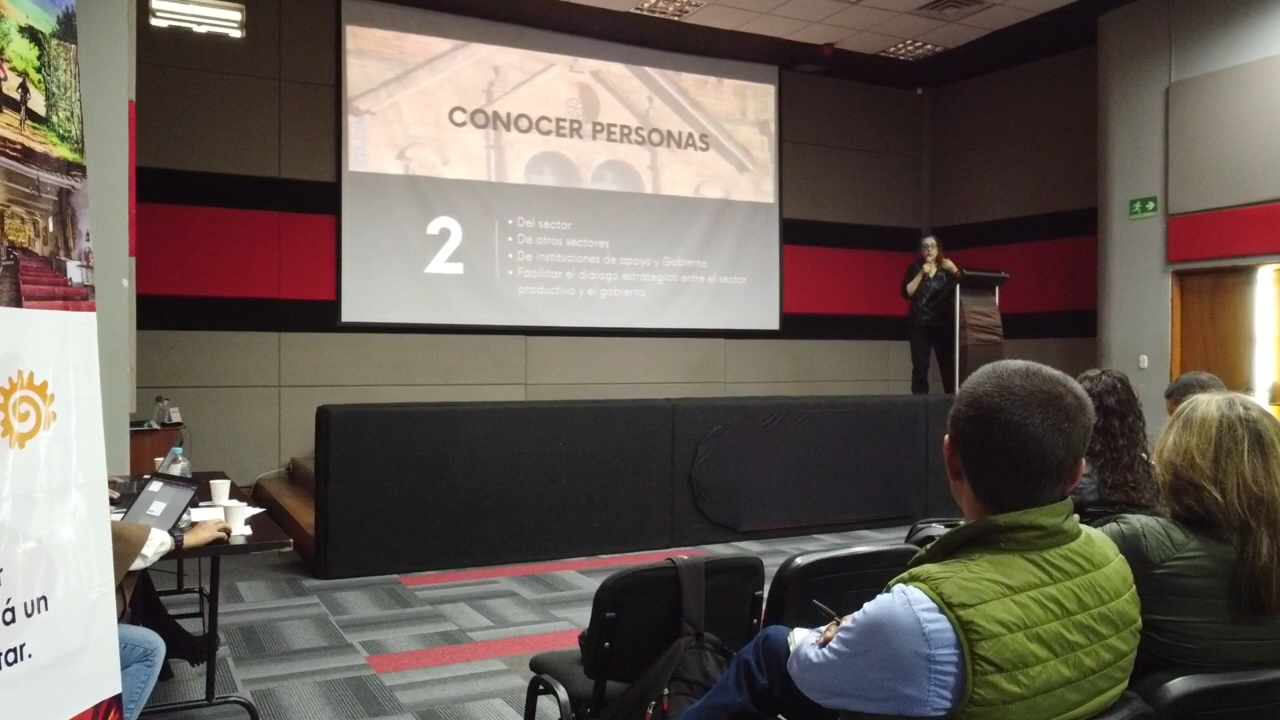 CONOCER PERSONAS
2
• Del sector
• De otros sectores
• De instituciones de apoyo y Gobierno
• Facilitar el diálogo estratégico entre el sector
productivo y el gobierno
r
á un
tar.